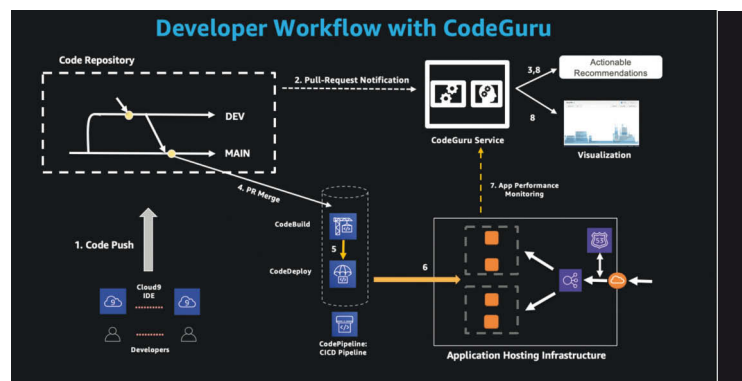 Developer Workflow with CodeGuru
Code Repository
DEV
MAIN
2. Pull-Request Notification
CodeGuru Service
3,8
Actionable
Recommendations
8
Visualization
1. Code Push
4. PR Merge
7. App Performance
Monitoring
CodeBuild
5
CodeDeploy
6
53
Cloud9
IDE
Developers
CodePipeline:
CICD Pipeline
Application Hosting Infrastructure